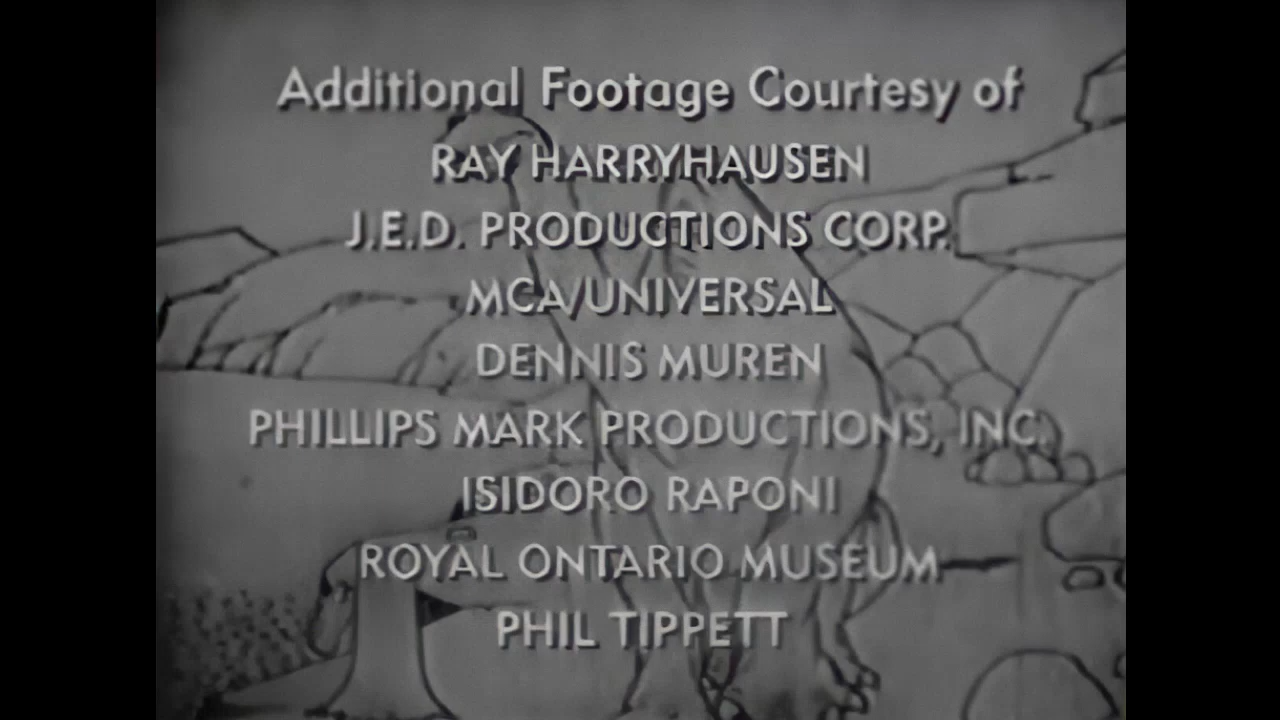 Additional Footage Courtesy of
RAY HARRYHAUSEN
J.E.D. PRODUCTIONS CORP.
MCA/UNIVERSAL
DENNIS MUREN
PHILLIPS MARK PRODUCTIONS, INC.
ISIDORO RAPONI
ROYAL ONTARIO MUSEUM
PHIL TIPPETT